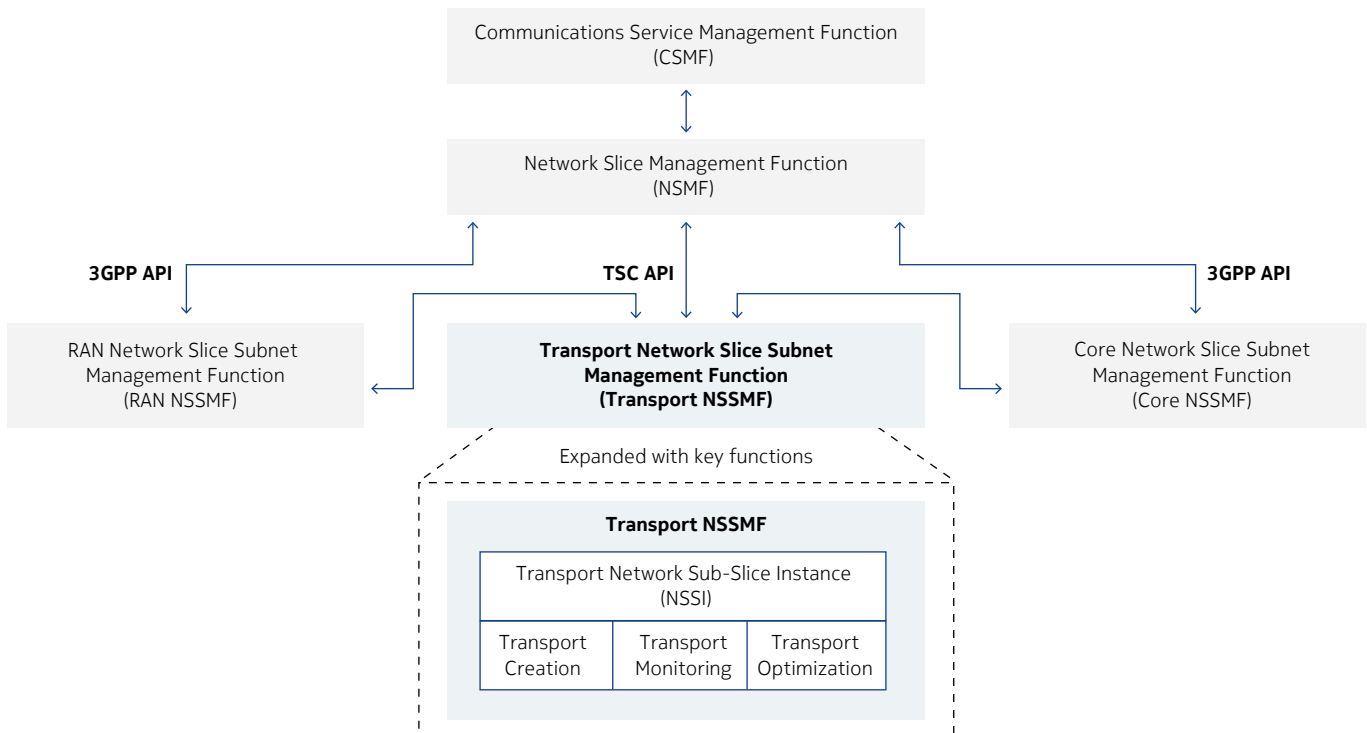 Communications Service Management Function
(CSMF)
Network Slice Management Function
(NSMF)
3GPP API
TSC API
3GPP API
RAN Network Slice Subnet
Management Function
(RAN NSSMF)
Transport Network Slice Subnet
Management Function
(Transport NSSMF)
Core Network Slice Subnet
Management Function
(Core NSSMF)
Expanded with key functions
Transport NSSMF
Transport Network Sub-Slice Instance
(NSSI)
Transport
Creation
Transport
Monitoring
Transport
Optimization